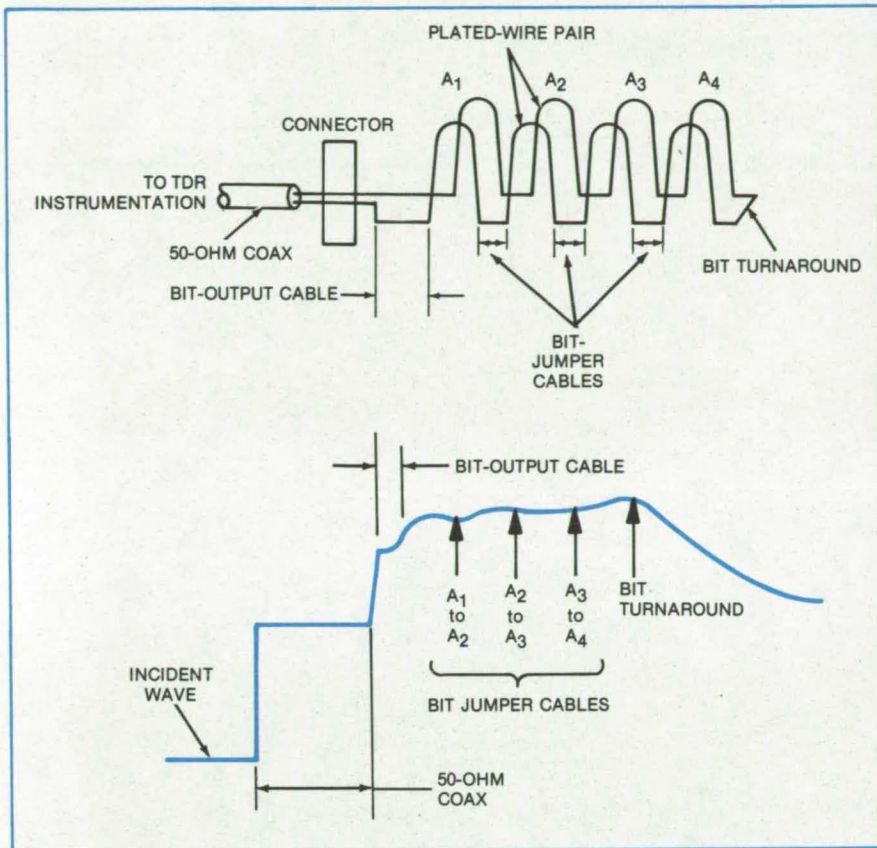 PLATED-WIRE PAIR
A1
A2
A3
A4
CONNECTOR
TO TDR
INSTRUMENTATION
50-OHM COAX
BIT TURNAROUND
BIT-OUTPUT CABLE
BIT-
JUMPER
CABLES
BIT-OUTPUT CABLE
A1
to
A2
A2
to
A3
A3
to
A4
BIT
TURNAROUND
BIT JUMPER CABLES
INCIDENT
WAVE
50-OHM
COAX